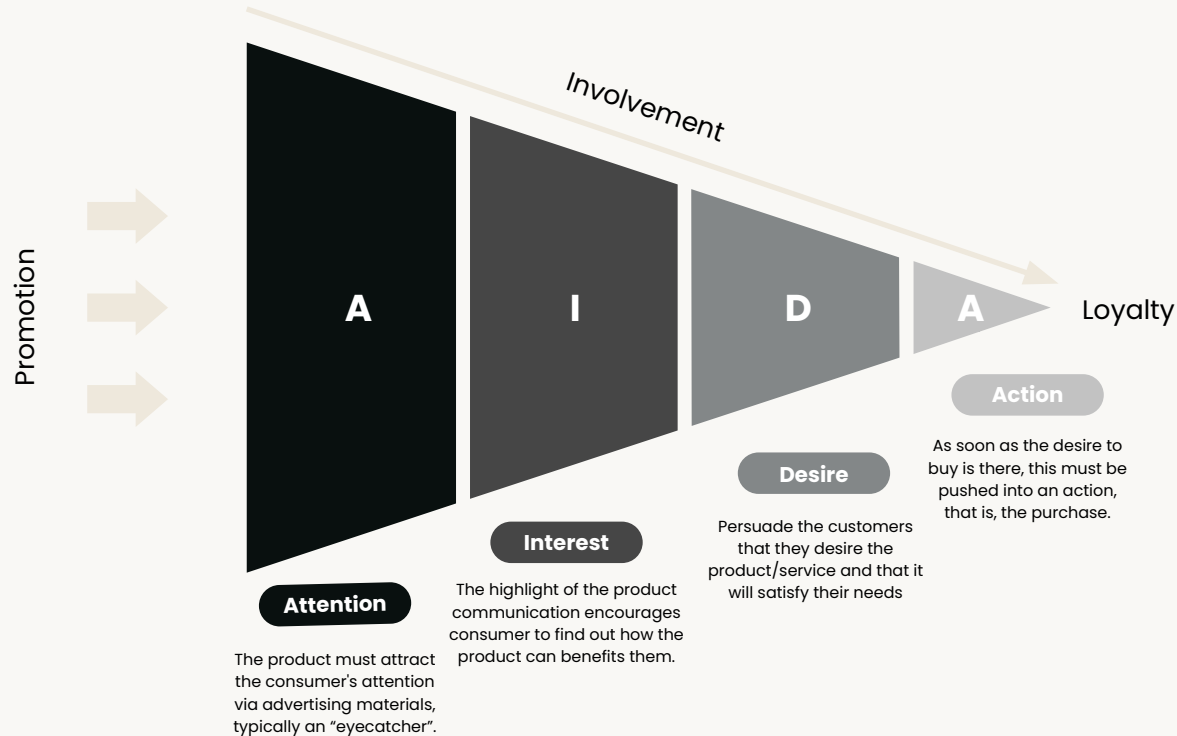 Involvement
Promotion
A
I
D
A
Loyalty
Attention
The product must attract
the consumer's attention
via advertising materials,
typically an “eyecatcher”.
Interest
The highlight of the product
communication encourages
consumer to find out how the
product can benefits them.
Desire
Persuade the customers
that they desire the
product/service and that it
will satisfy their needs
Action
As soon as the desire to
buy is there, this must be
pushed into an action,
that is, the purchase.